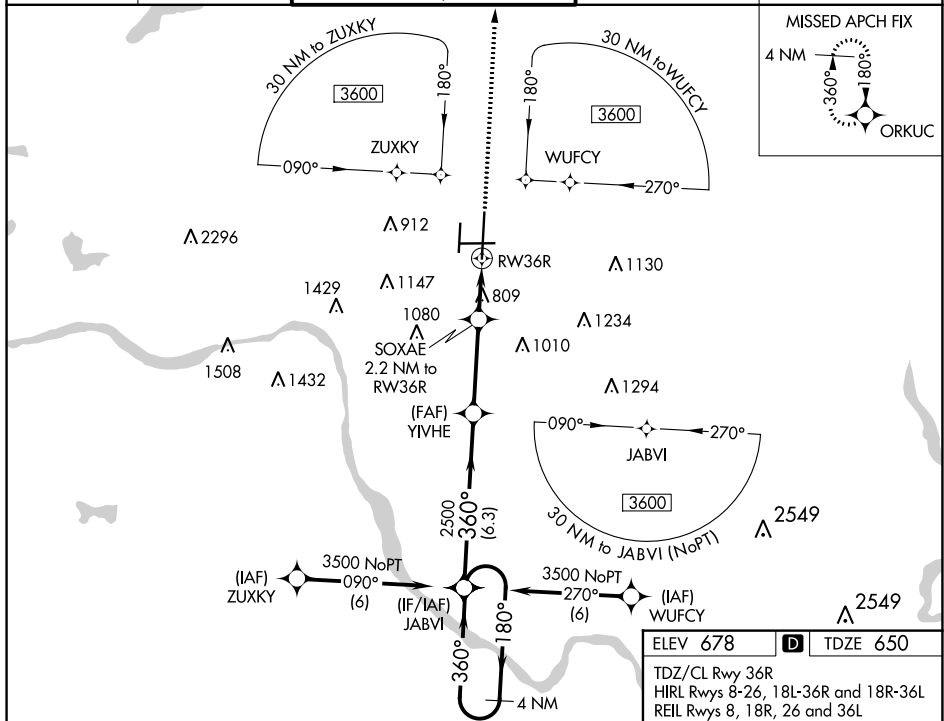 MISSED APCH FIX
4 NM
360°
180°
ORKUC
30 NM to ZUXKY
3600
180°
090°
ZUXKY
30 NM to WUFCY
180°
3600
WUFCY
270°
2296
912
RW36R
1130
1147
1429
809
1080
1234
SOXAE
2.2 NM to
RW36R
1010
1508
1432
1294
(FAF)
YIVHE
090°
270°
JABVI
3600
30 NM to JABVI (NoPT)
2500
360°
(6.3)
2549
(IAF)
ZUXKY
3500 NoPT
090°
(6)
(IF/IAF)
JABVI
3500 NoPT
270°
(6)
(IAF)
WUFCY
2549
360°
180°
4 NM
ELEV 678 D TDZE 650
TDZ/CL Rwy 36R
HIRL Rwys 8-26, 18L-36R and 18R-36L
REIL Rwys 8, 18R, 26 and 36L